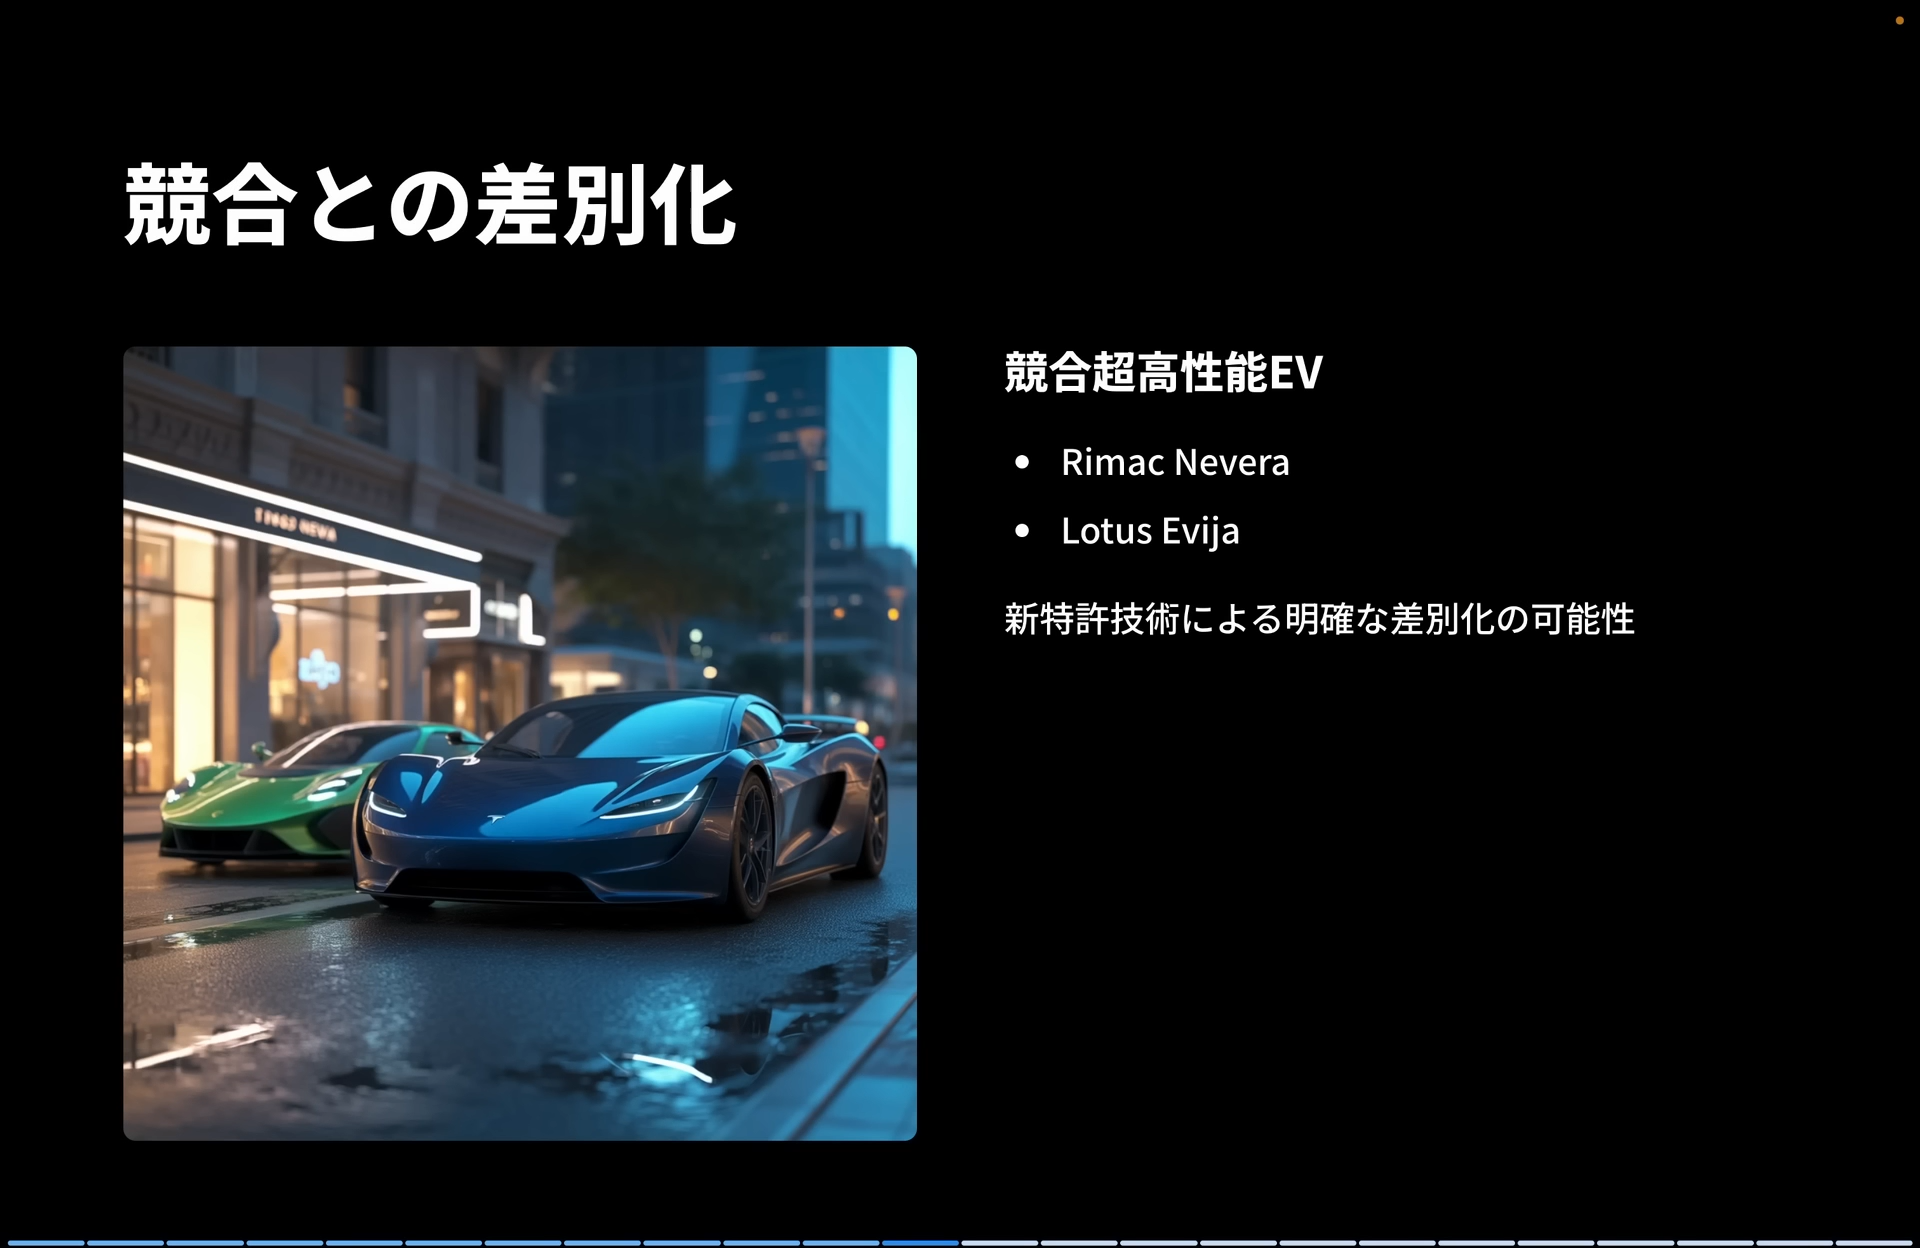 競合との差別化
競合超高性能EV
Rimac Nevera
Lotus Evija
新特許技術による明確な差別化の可能性